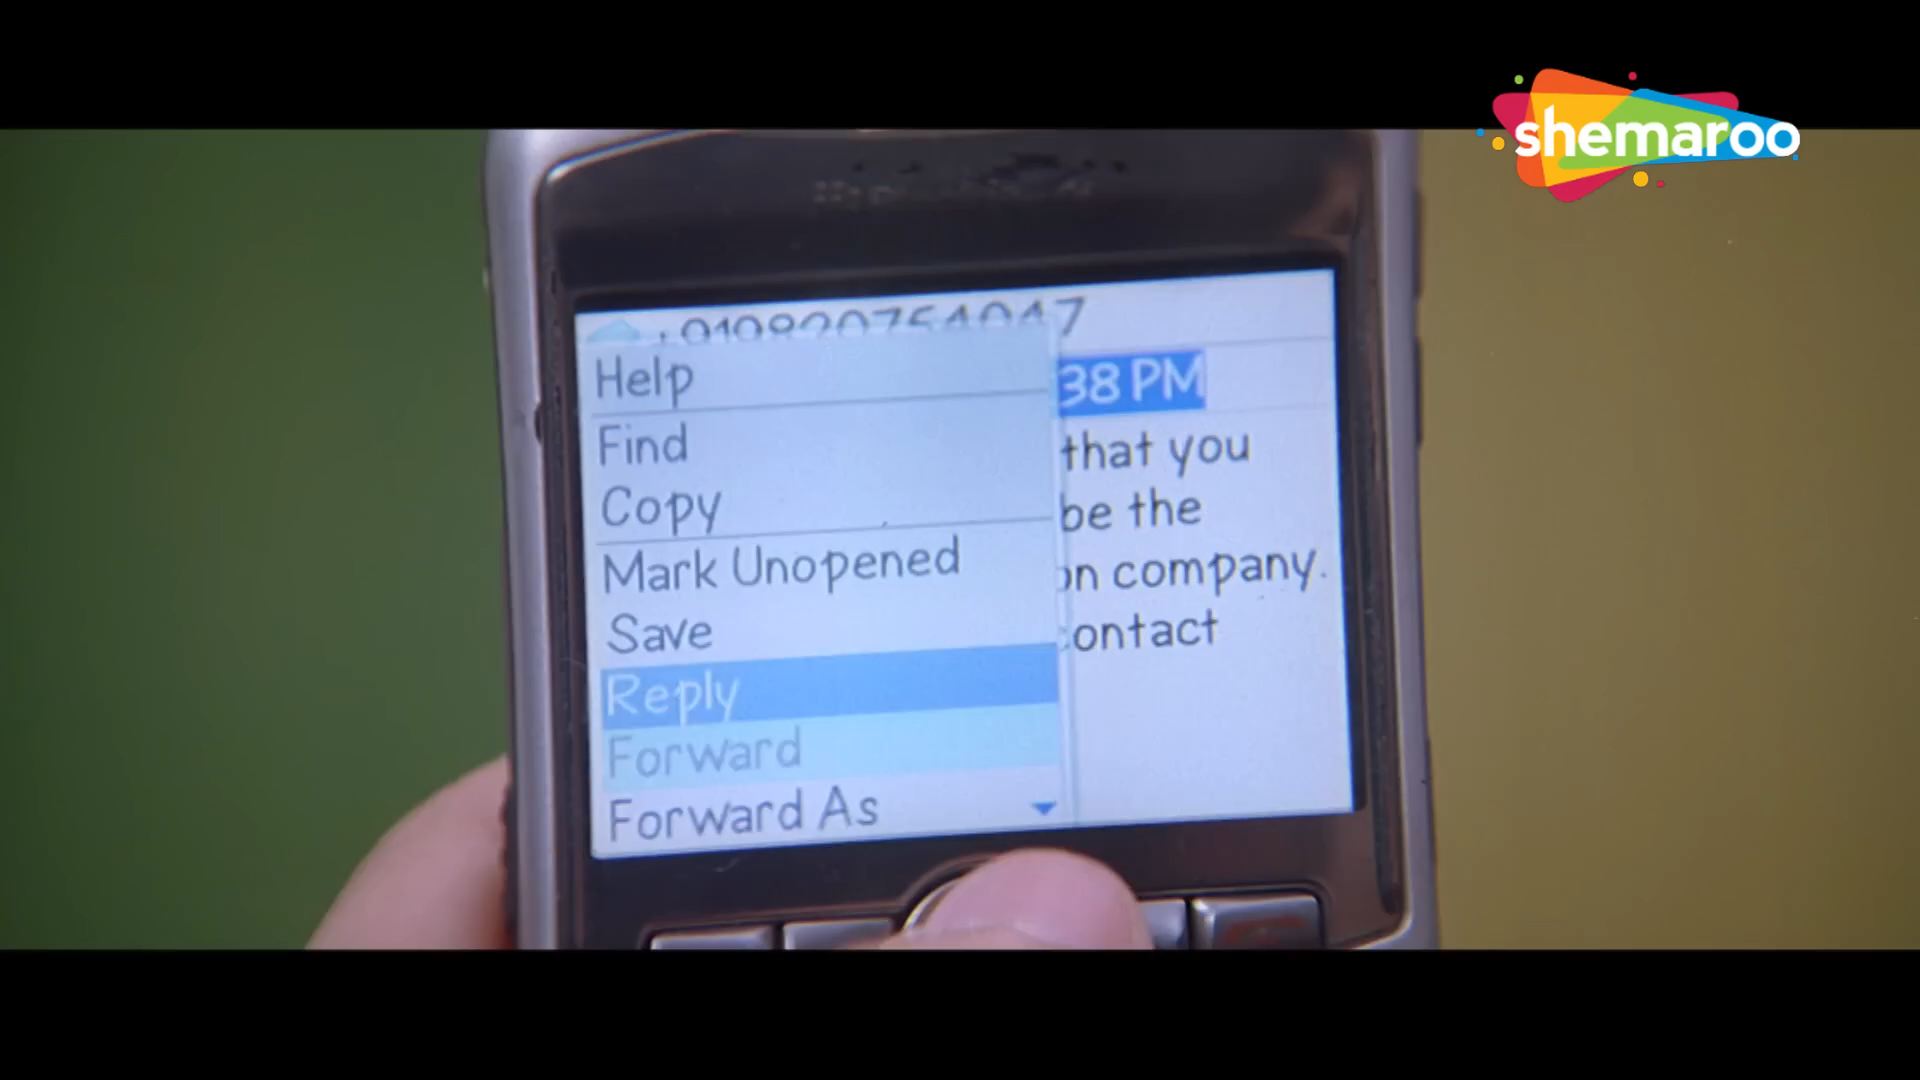 shemaroo
Help
38 PM
Find
that you
Copy
be the
Mark Unopened
on company.
Save
contact
Reply
Forward
Forward As